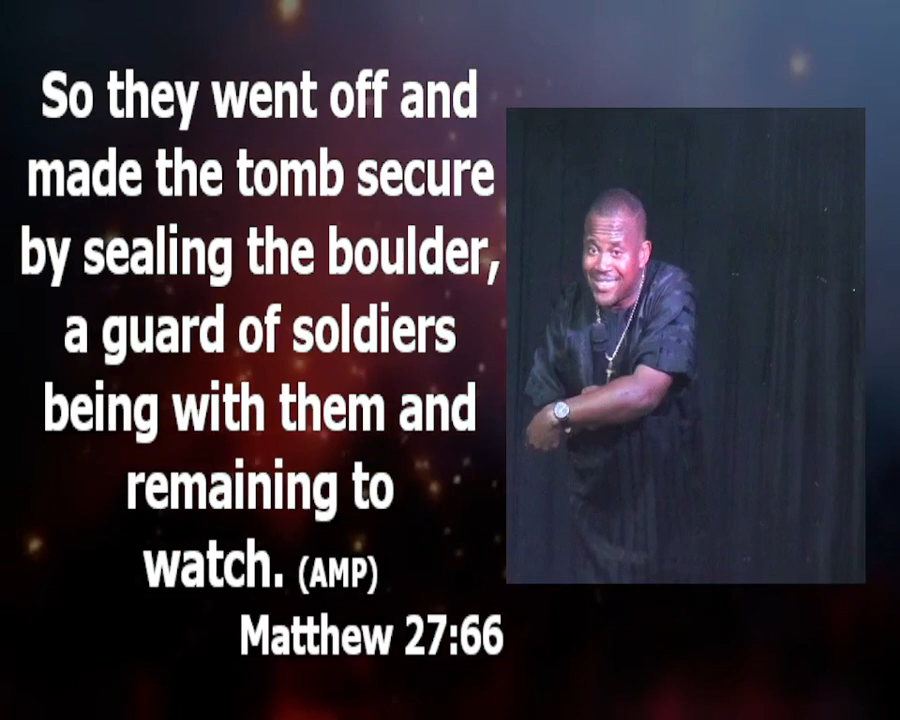 So they went off and
made the tomb secure
by sealing the boulder,
a guard of soldiers
being with them and
remaining to
watch. (AMP)
Matthew 27:66